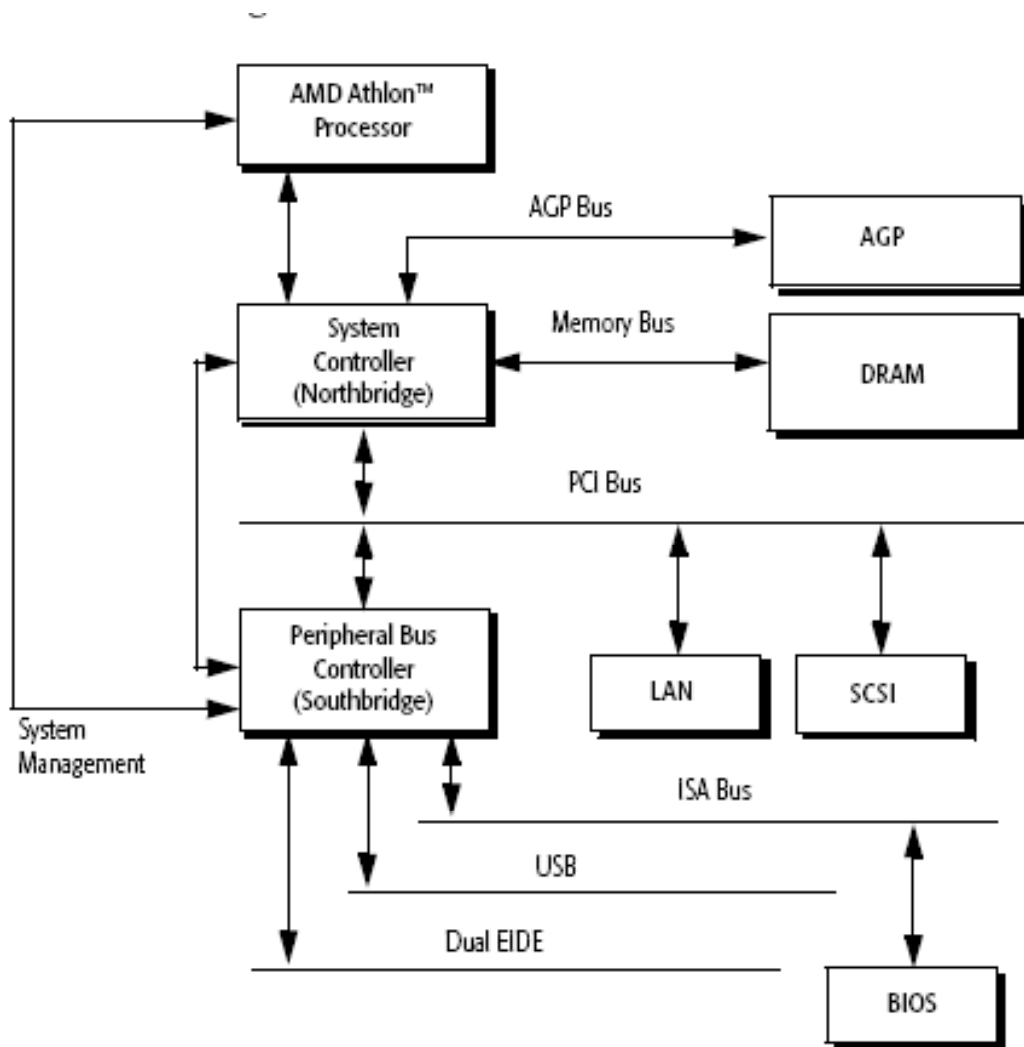 AMD Athlon™
Processor
AGP Bus
AGP
System
Controller
(Northbridge)
Memory Bus
DRAM
PCI Bus
Peripheral Bus
Controller
(Southbridge)
LAN
SCSI
System
Management
ISA Bus
USB
Dual EIDE
BIOS